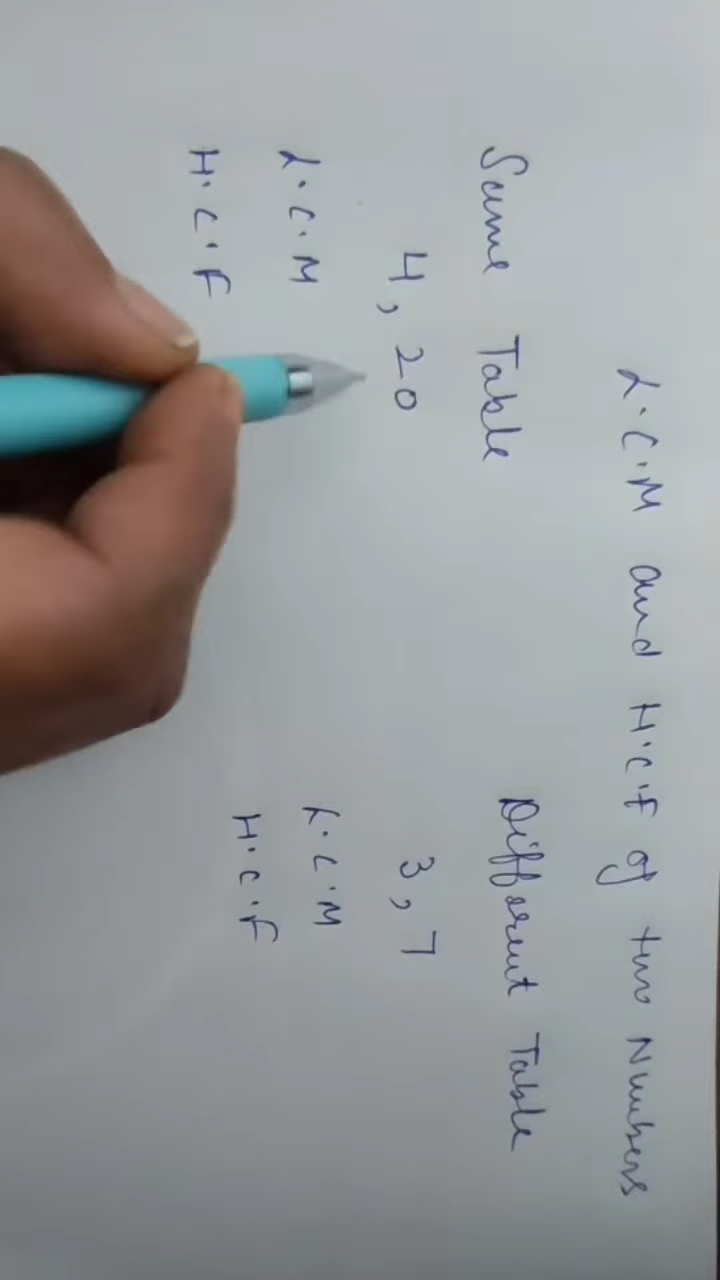 L.C.M and H.C.F of two Numbers
Same Table
4, 20
L.C.M
H.C.F
Different Table
3, 7
L.C.M
H.C.F